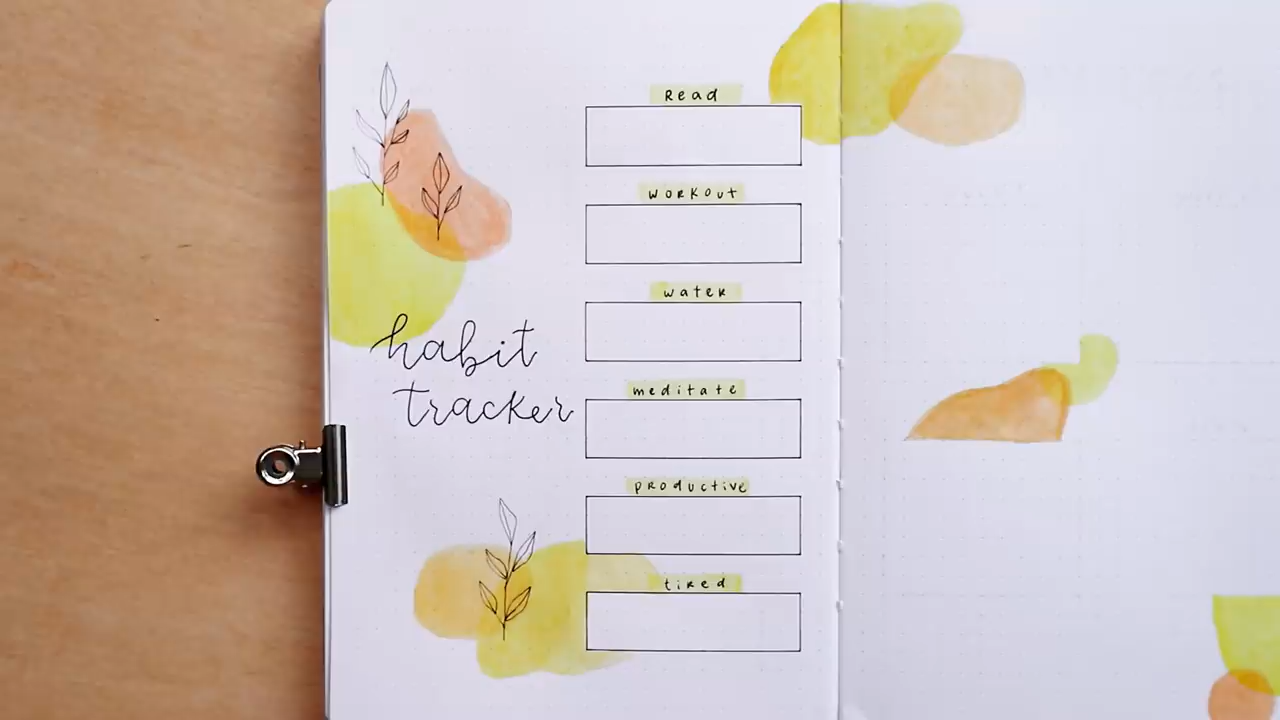 habit
tracker
Read
workout
water
meditate
productive
tired